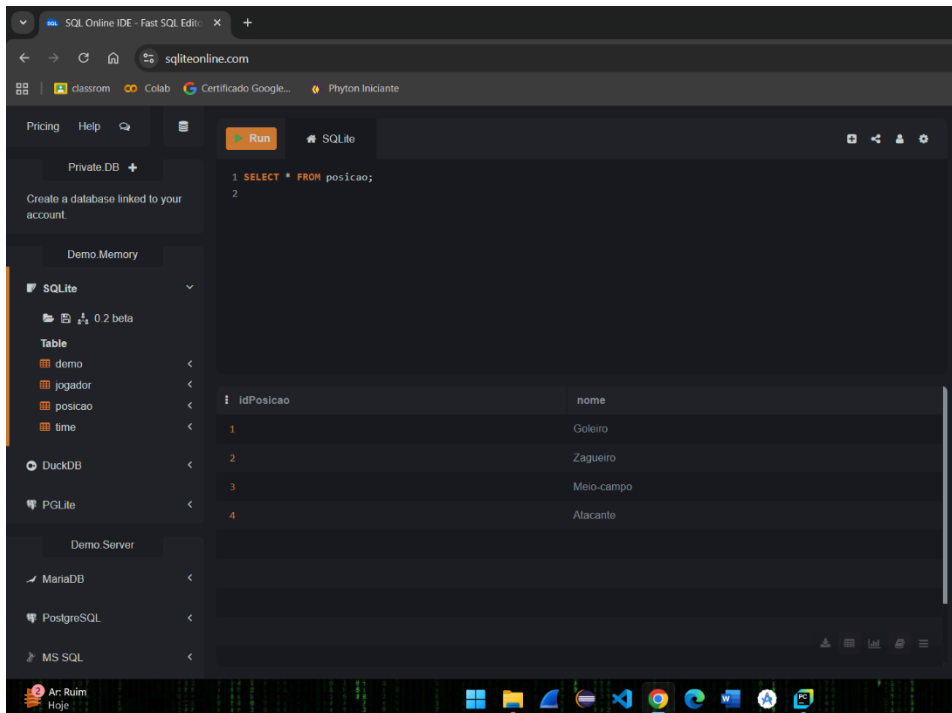 SQL Online IDE - Fast SQL Edito
sqliteonline.com
classrom Colab Certificado Google... Phyton Iniciante
Pricing Help
Run SQLite
Private.DB
Create a database linked to your
account.
1 SELECT * FROM posicao;
2
Demo.Memory
SQLite
0.2 beta
Table
demo
jogador
posicao
time
DuckDB
PGLite
Demo.Server
MariaDB
PostgreSQL
MS SQL
idPosicao nome
1 Goleiro
2 Zagueiro
3 Meio-campo
4 Atacante
2 Ar: Ruim
Hoje